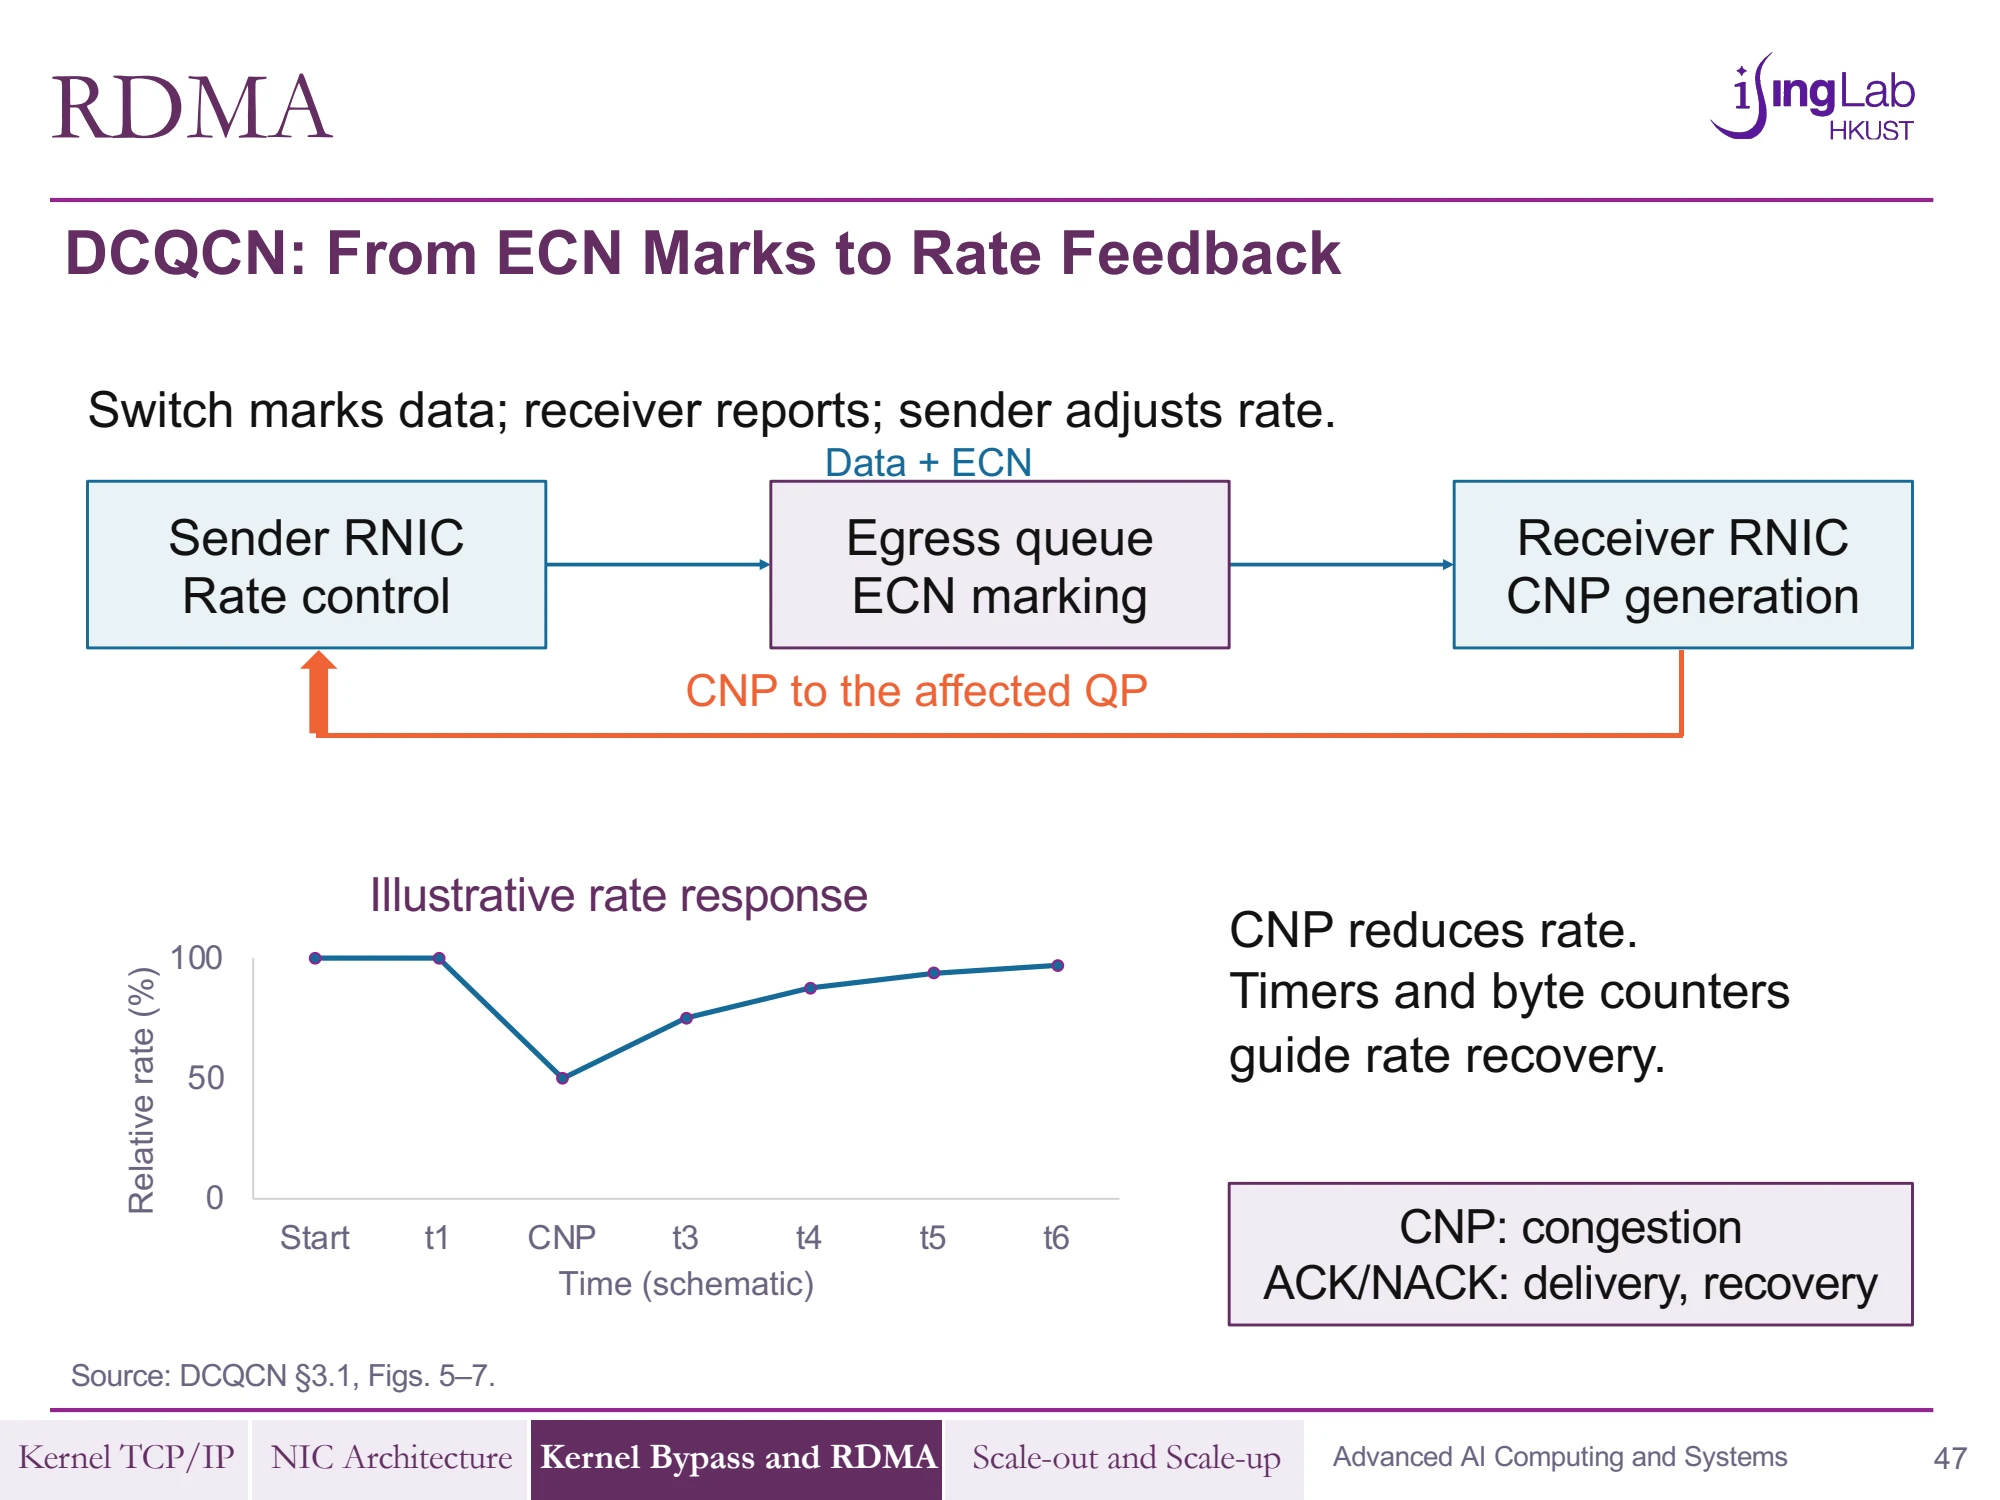 RDMA
isingLab
HKUST
DCQCN: From ECN Marks to Rate Feedback
Switch marks data; receiver reports; sender adjusts rate.
Data + ECN
Sender RNIC
Rate control
Egress queue
ECN marking
Receiver RNIC
CNP generation
CNP to the affected QP
Illustrative rate response
Relative rate (%)
100
50
0
Start t1 CNP t3 t4 t5 t6
Time (schematic)
CNP reduces rate.
Timers and byte counters
guide rate recovery.
CNP: congestion
ACK/NACK: delivery, recovery
Source: DCQCN §3.1, Figs. 5–7.
Kernel TCP/IP NIC Architecture Kernel Bypass and RDMA Scale-out and Scale-up Advanced AI Computing and Systems 47